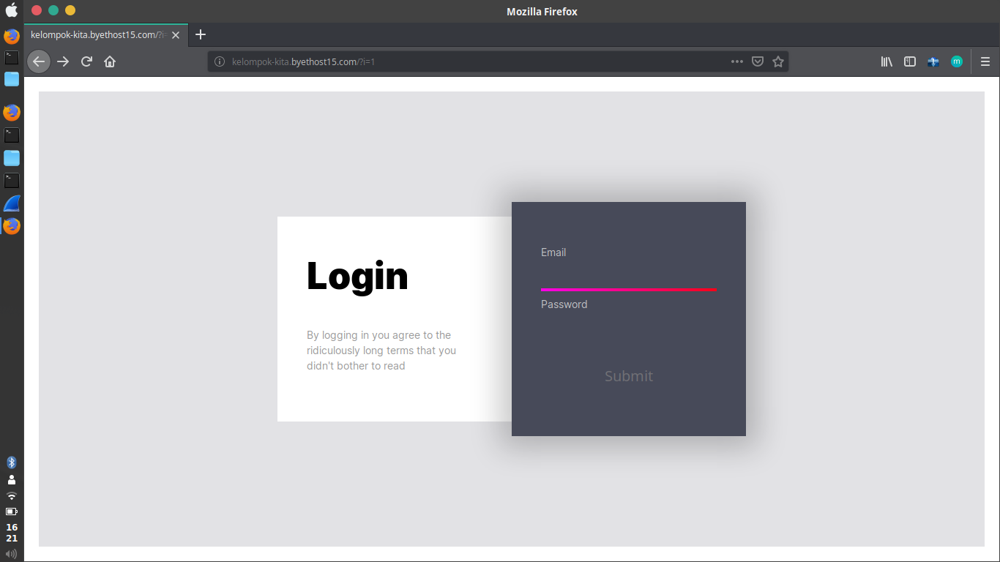 Mozilla Firefox
kelompok-kita.byethost15.com/?i=
kelompok-kita.byethost15.com/?i=1
m
Login
By logging in you agree to the
ridiculously long terms that you
didn't bother to read
Email
Password
Submit
16
21